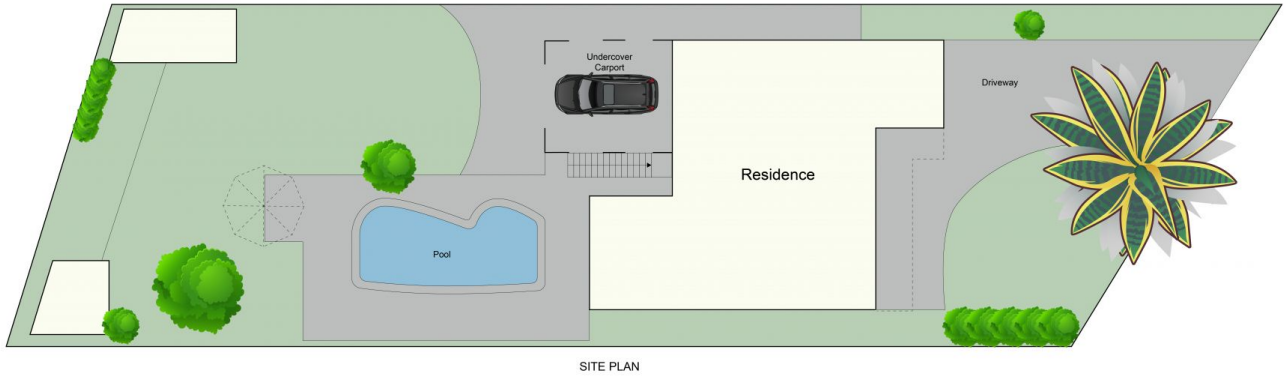 Undercover
Carport
Driveway
Residence
Pool
SITE PLAN